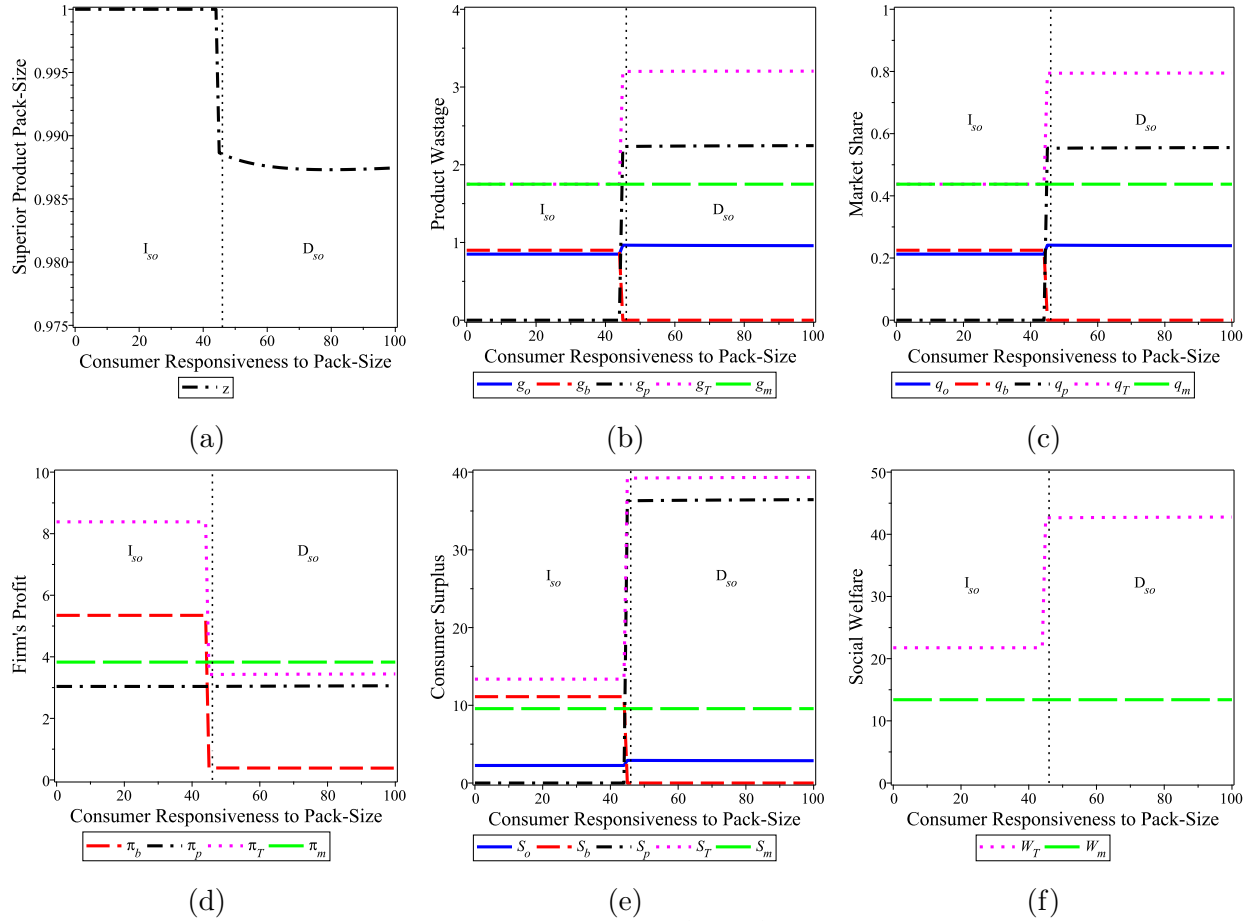 1
0.995
0.990
0.985
0.980
0.975
Superior Product Pack-Size
I_so
D_so
0 20 40 60 80 100
Consumer Responsiveness to Pack-Size
z
(a)
4
3
2
1
0
Product Wastage
I_so
D_so
0 20 40 60 80 100
Consumer Responsiveness to Pack-Size
g_o g_b g_p g_T g_m
(b)
1
0.8
0.6
0.4
0.2
0
Market Share
I_so
D_so
0 20 40 60 80 100
Consumer Responsiveness to Pack-Size
q_o q_b q_p q_T q_m
(c)
10
8
6
4
2
0
Firm's Profit
I_so
D_so
0 20 40 60 80 100
Consumer Responsiveness to Pack-Size
π_b π_p π_T π_m
(d)
40
30
20
10
0
Consumer Surplus
I_so
D_so
0 20 40 60 80 100
Consumer Responsiveness to Pack-Size
S_o S_b S_p S_T S_m
(e)
50
40
30
20
10
0
Social Welfare
I_so
D_so
0 20 40 60 80 100
Consumer Responsiveness to Pack-Size
W_T W_m
(f)